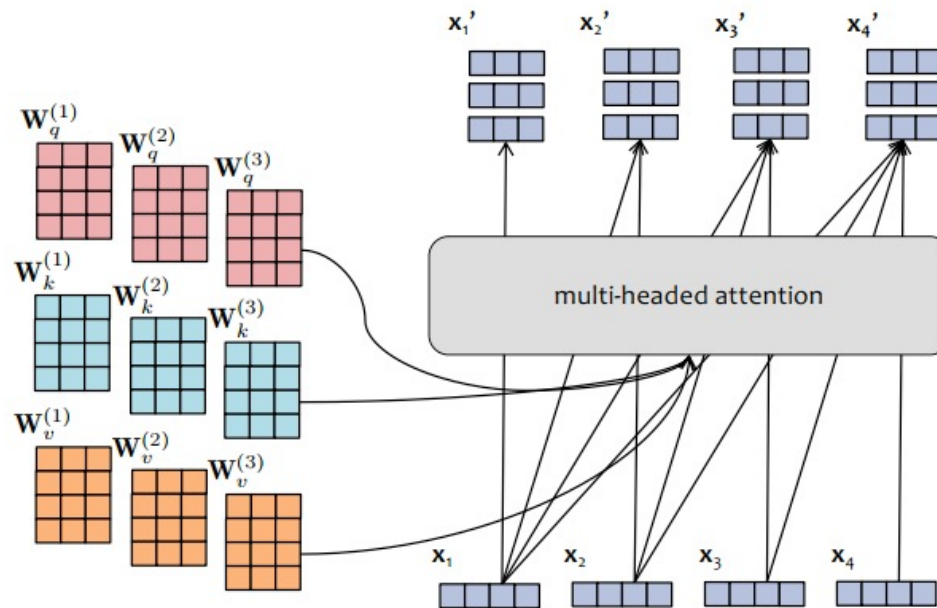 x₁’ x₂’ x₃’ x₄’
W_q^(1)
W_q^(2)
W_q^(3)
multi-headed attention
W_k^(1)
W_k^(2)
W_k^(3)
W_v^(1)
W_v^(2)
W_v^(3)
x₁ x₂ x₃ x₄